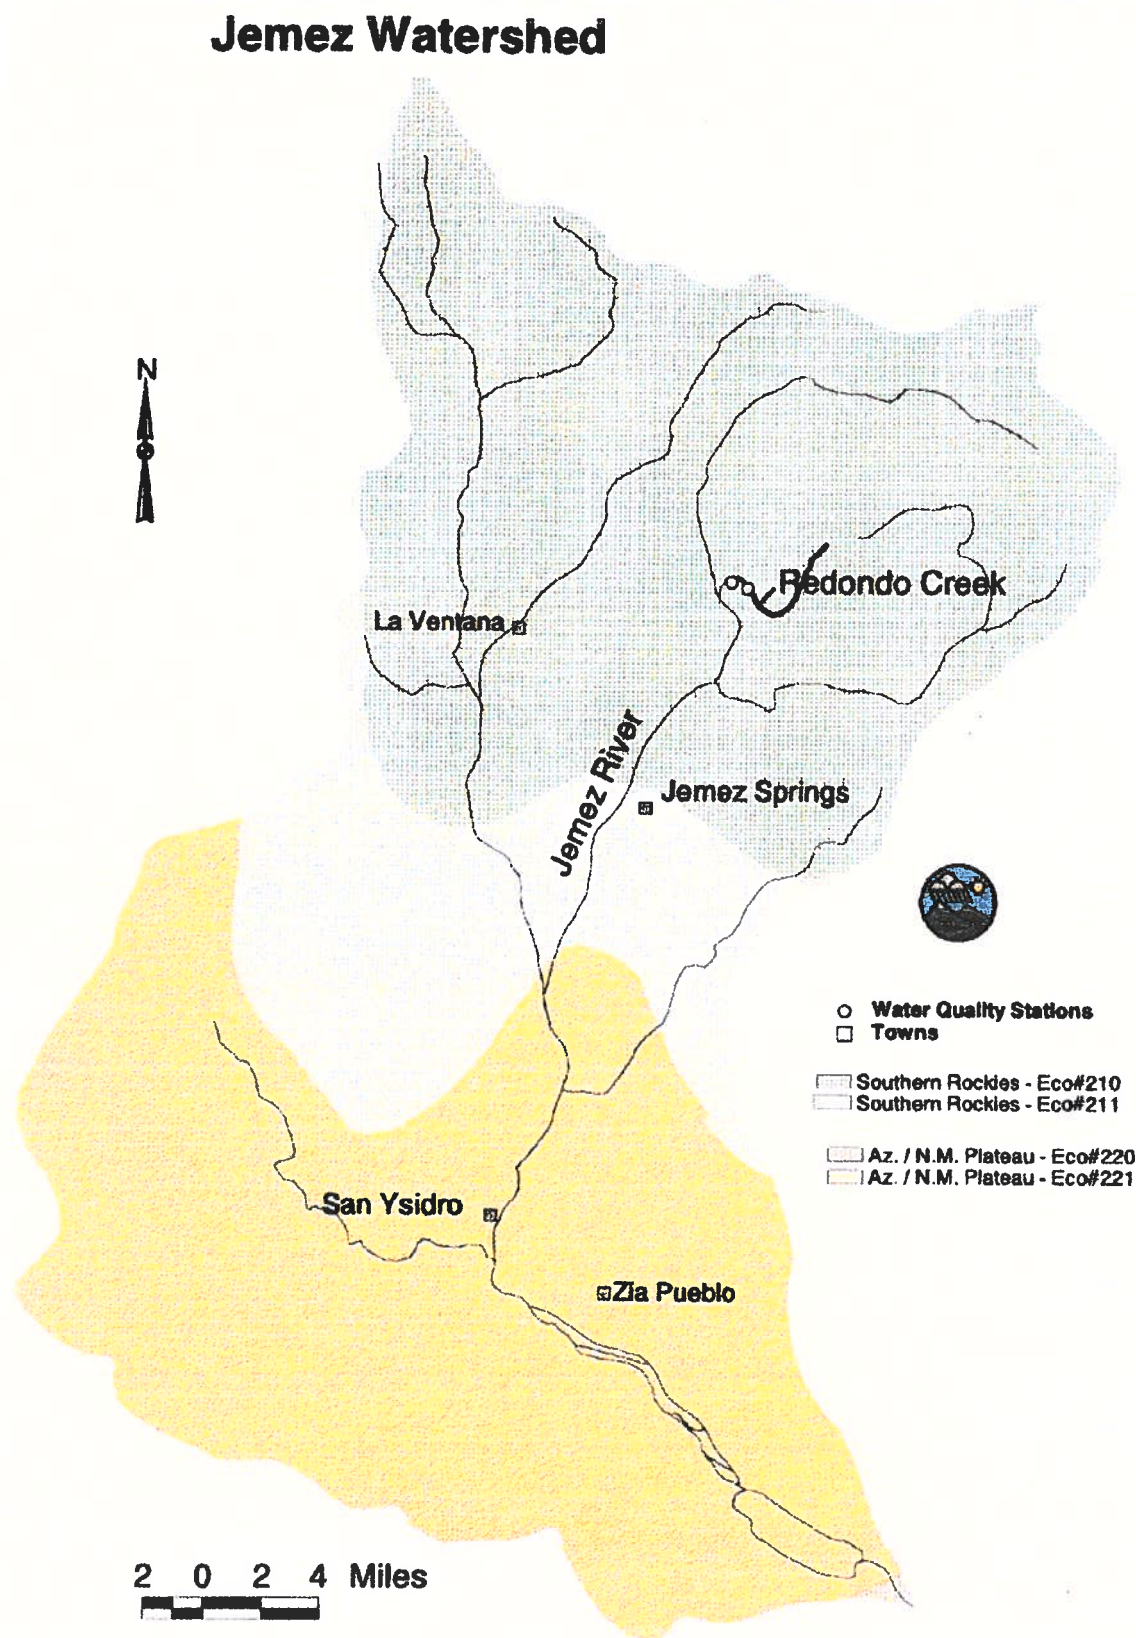 Jemez Watershed
N
Redondo Creek
La Ventana
Jemez River
Jemez Springs
Water Quality Stations
Towns
Southern Rockies - Eco#210
Southern Rockies - Eco#211
Az. / N.M. Plateau - Eco#220
Az. / N.M. Plateau - Eco#221
San Ysidro
Zia Pueblo
2 0 2 4 Miles